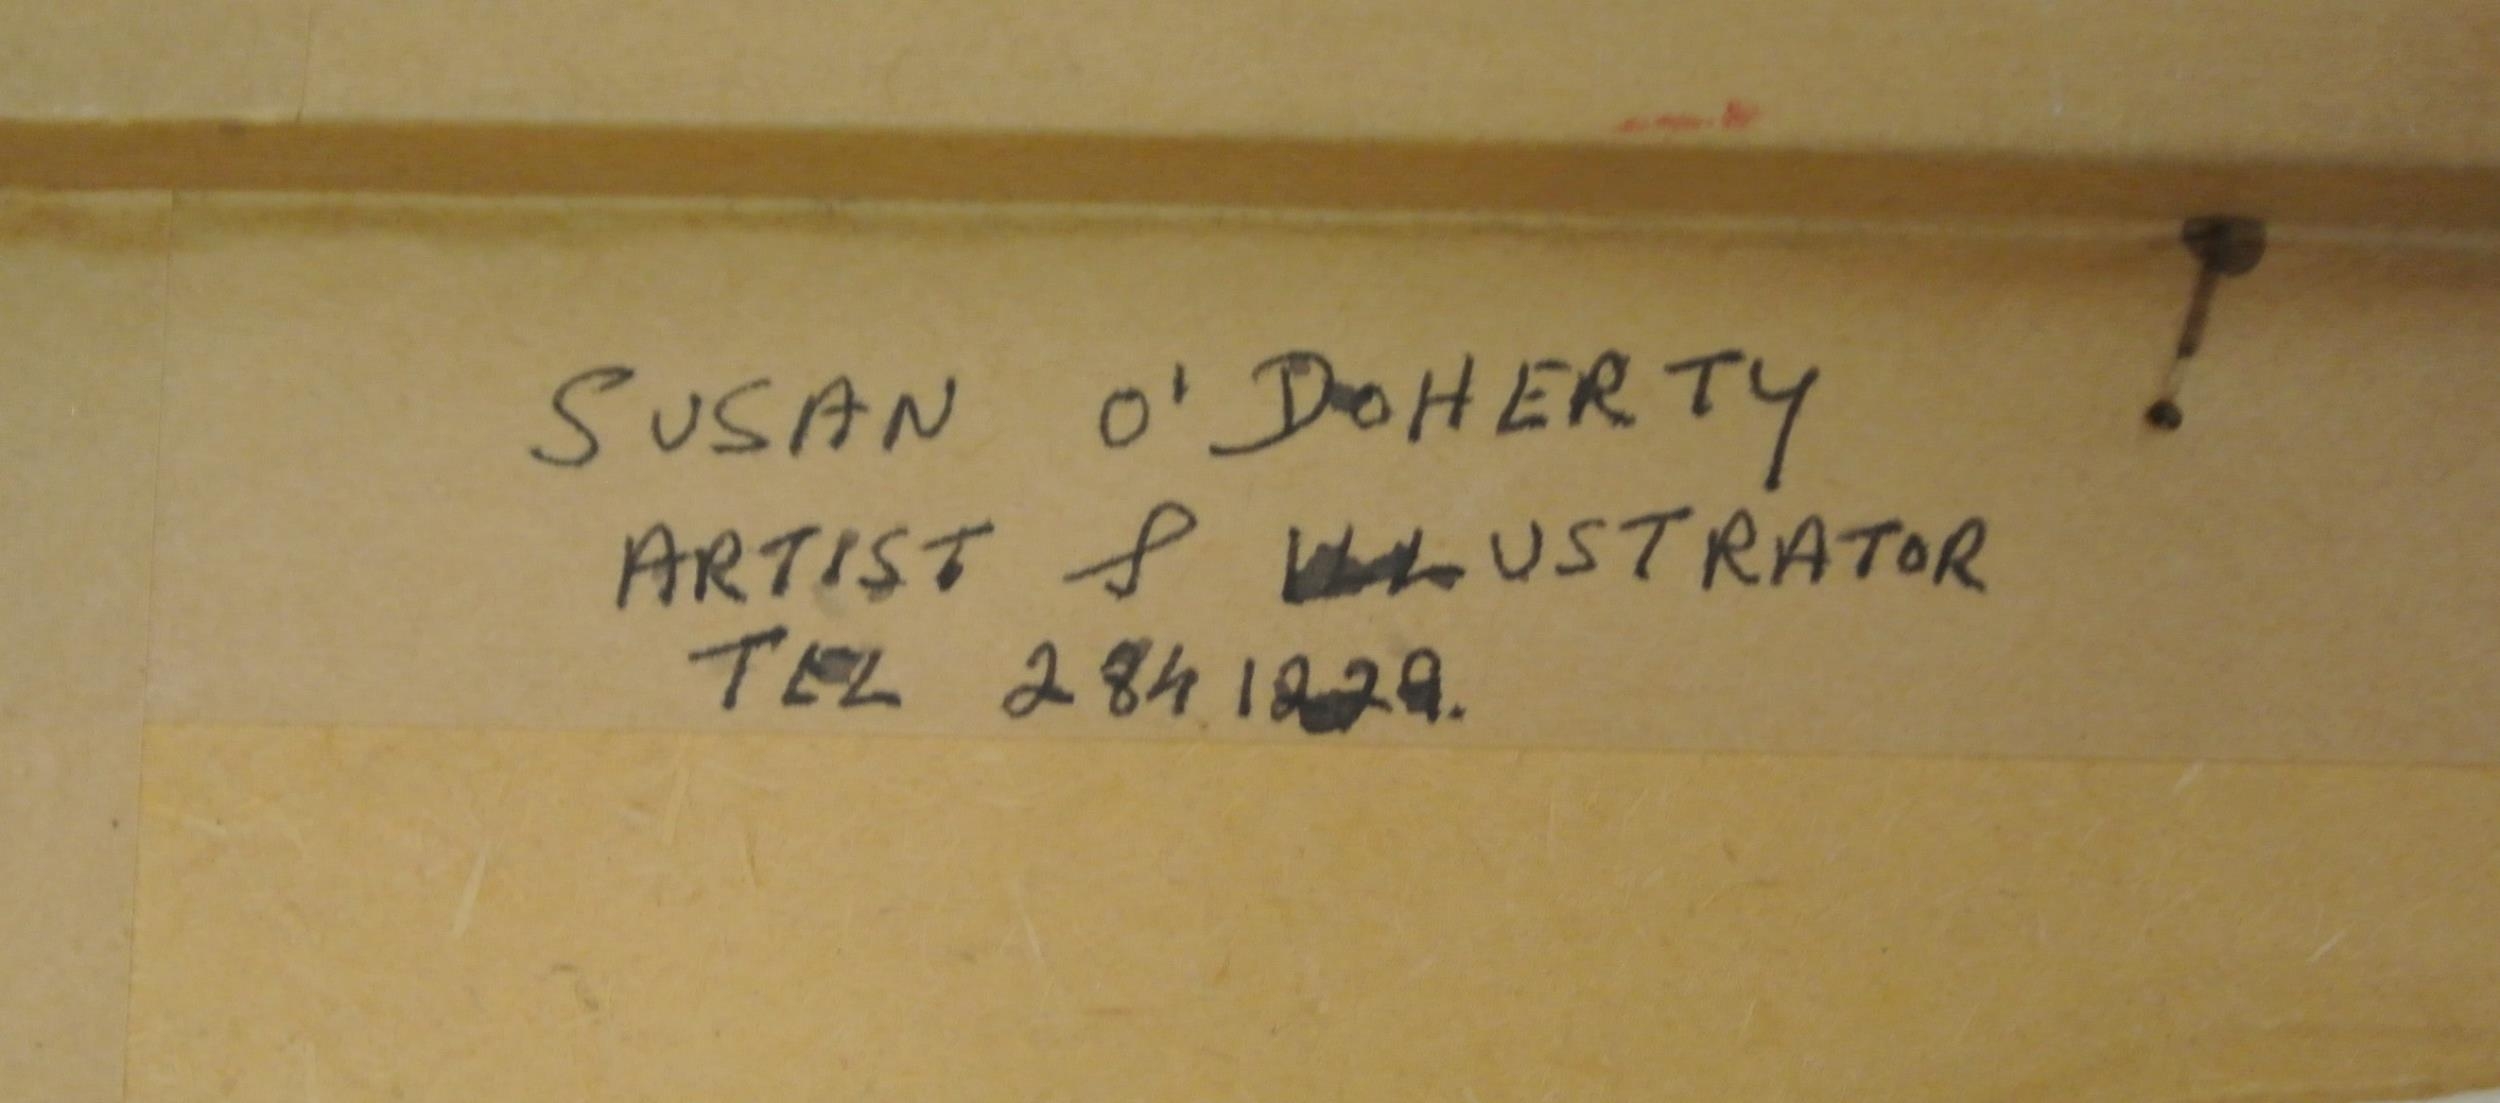 SUSAN O'DOHERTY
ARTIST & ILLUSTRATOR
TEL 2841229.